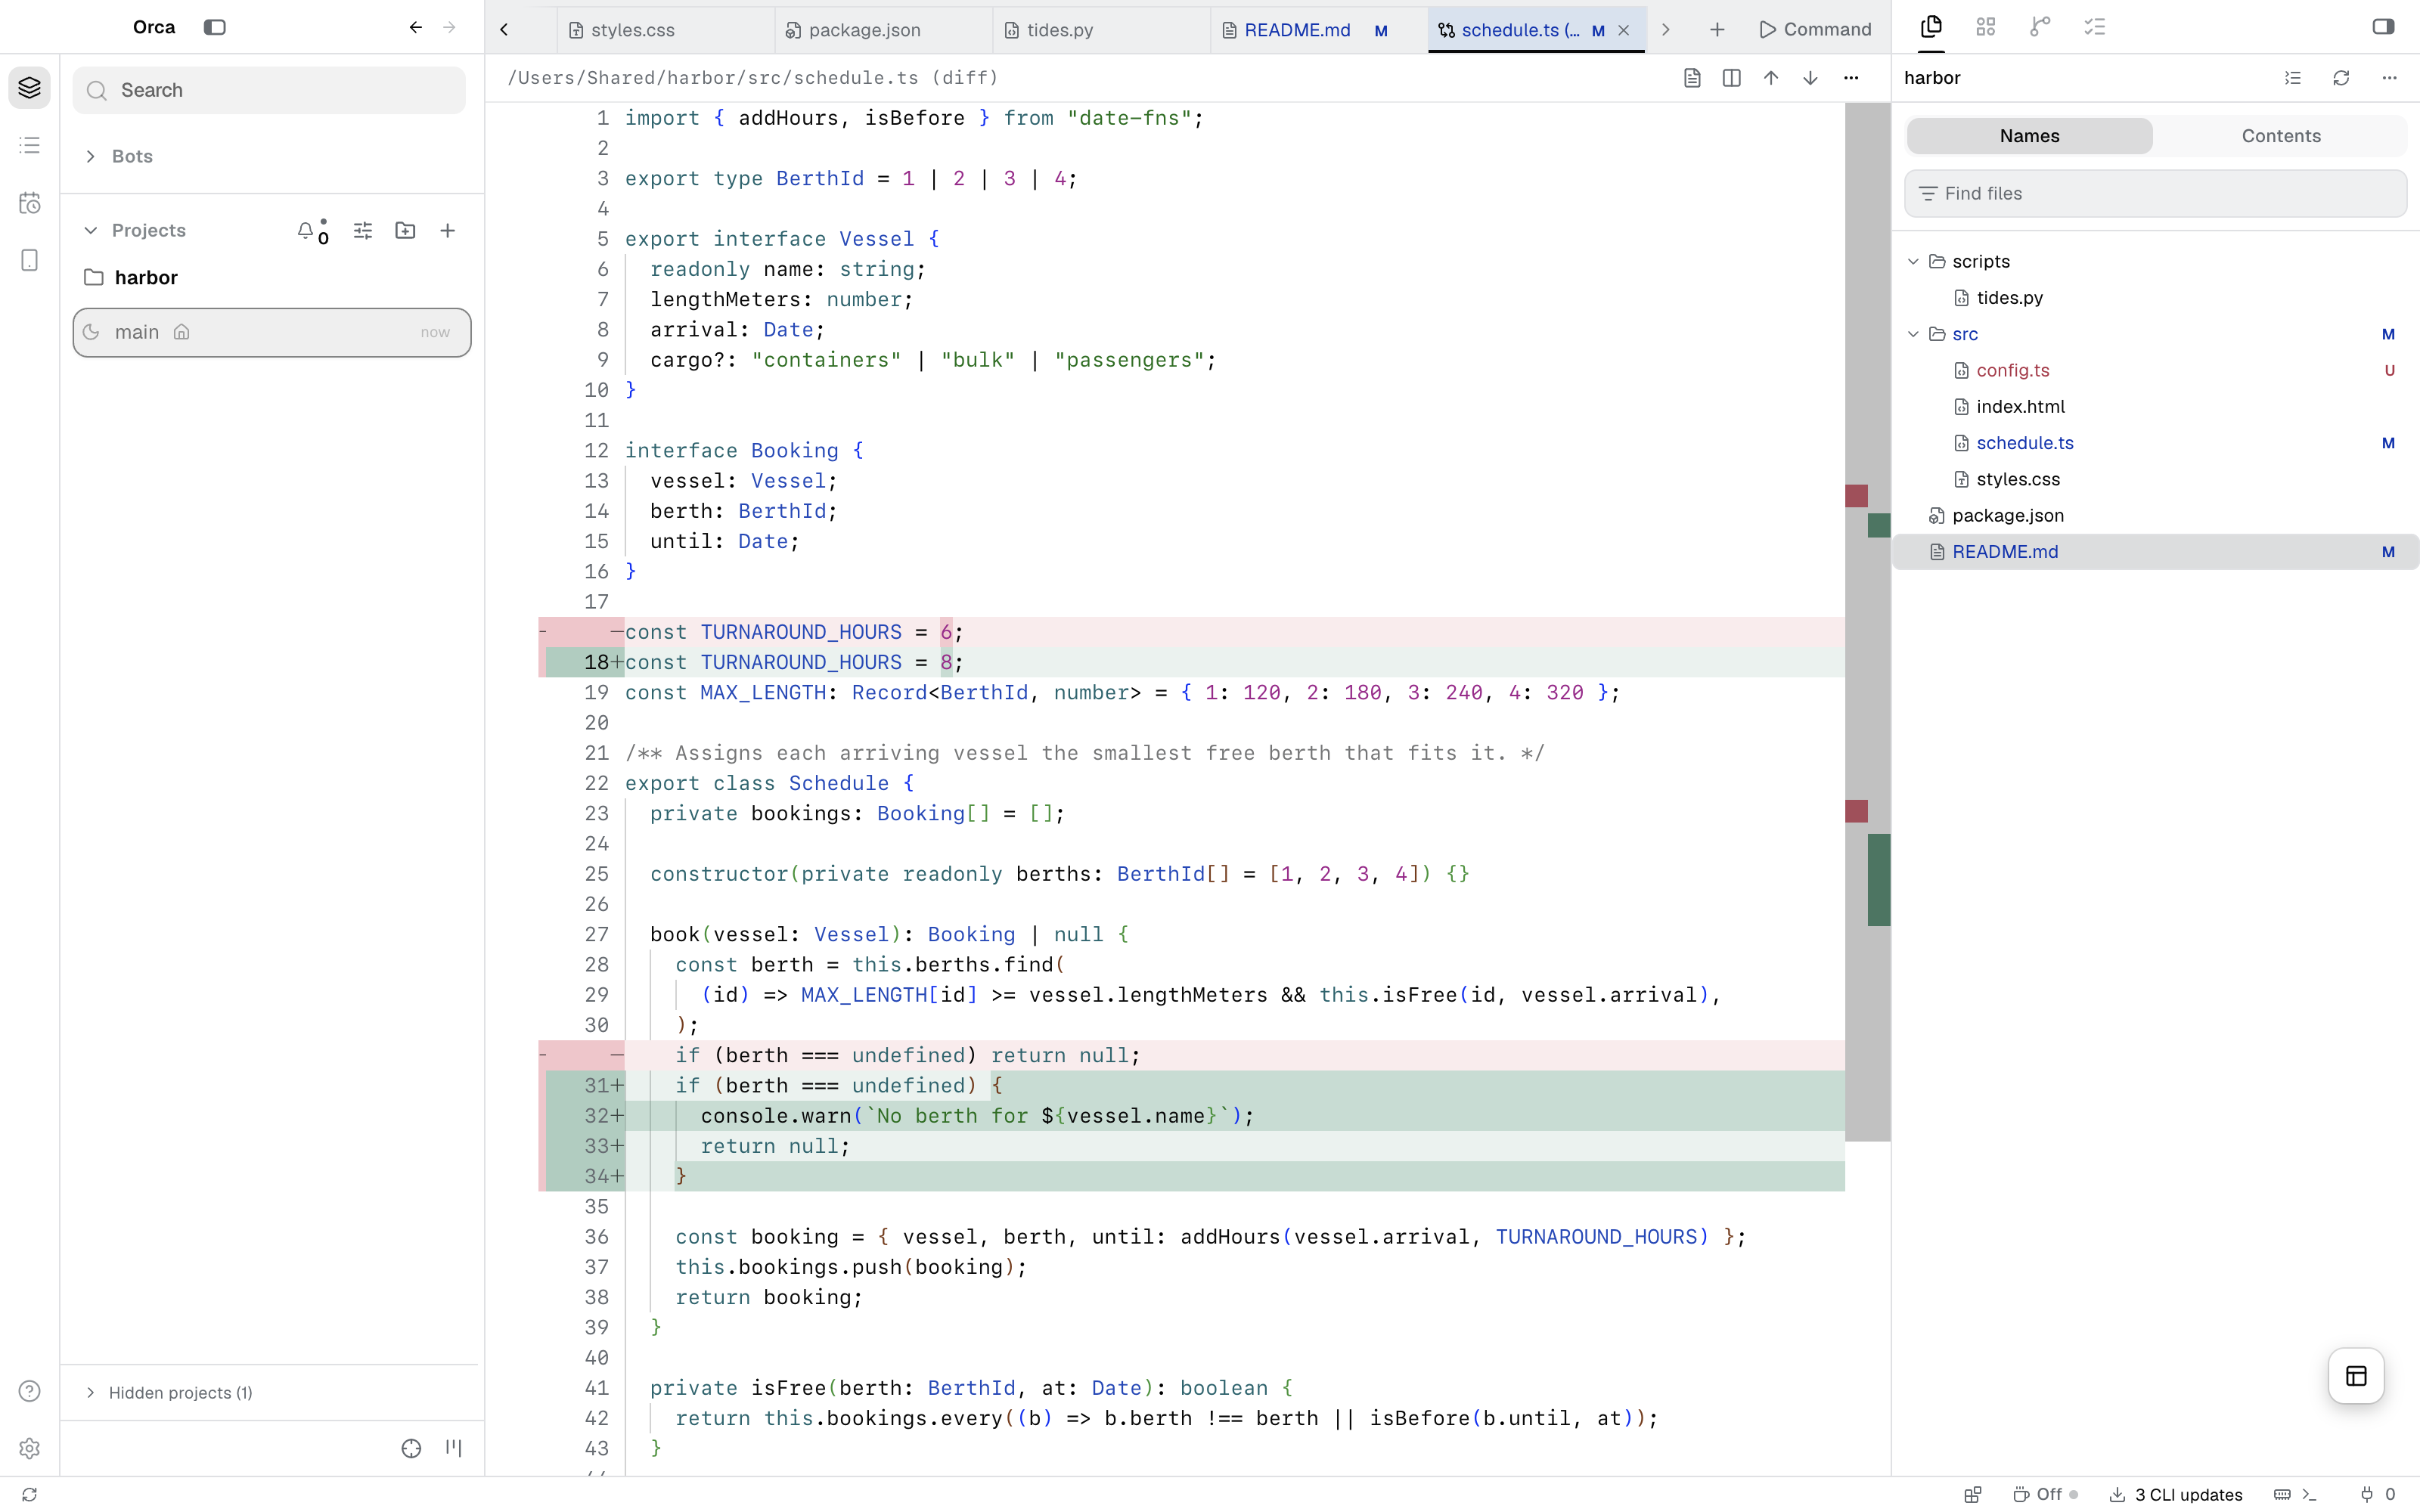 Orca
styles.css
package.json
tides.py
README.md M
schedule.ts (... M
Command
Search
Bots
Projects
0
harbor
main
now
Hidden projects (1)
/Users/Shared/harbor/src/schedule.ts (diff)
1 import { addHours, isBefore } from "date-fns";
2
3 export type BerthId = 1 | 2 | 3 | 4;
4
5 export interface Vessel {
6 readonly name: string;
7 lengthMeters: number;
8 arrival: Date;
9 cargo?: "containers" | "bulk" | "passengers";
10 }
11
12 interface Booking {
13 vessel: Vessel;
14 berth: BerthId;
15 until: Date;
16 }
17
- —const TURNAROUND_HOURS = 6;
18+const TURNAROUND_HOURS = 8;
19 const MAX_LENGTH: Record<BerthId, number> = { 1: 120, 2: 180, 3: 240, 4: 320 };
20
21 /** Assigns each arriving vessel the smallest free berth that fits it. */
22 export class Schedule {
23 private bookings: Booking[] = [];
24
25 constructor(private readonly berths: BerthId[] = [1, 2, 3, 4]) {}
26
27 book(vessel: Vessel): Booking | null {
28 const berth = this.berths.find(
29 (id) => MAX_LENGTH[id] >= vessel.lengthMeters && this.isFree(id, vessel.arrival),
30 );
- — if (berth === undefined) return null;
31+ if (berth === undefined) {
32+ console.warn(`No berth for ${vessel.name}`);
33+ return null;
34+ }
35
36 const booking = { vessel, berth, until: addHours(vessel.arrival, TURNAROUND_HOURS) };
37 this.bookings.push(booking);
38 return booking;
39 }
40
41 private isFree(berth: BerthId, at: Date): boolean {
42 return this.bookings.every((b) => b.berth !== berth || isBefore(b.until, at));
43 }
harbor
Names
Contents
Find files
scripts
tides.py
src M
config.ts U
index.html
schedule.ts M
styles.css
package.json
README.md M
Off
3 CLI updates
0